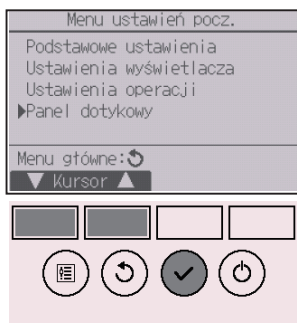 Menu ustawień pocz.
Podstawowe ustawienia
Ustawienia wyświetlacza
Ustawienia operacji
▶Panel dotykowy
Menu główne:↺
▼ Kursor ▲